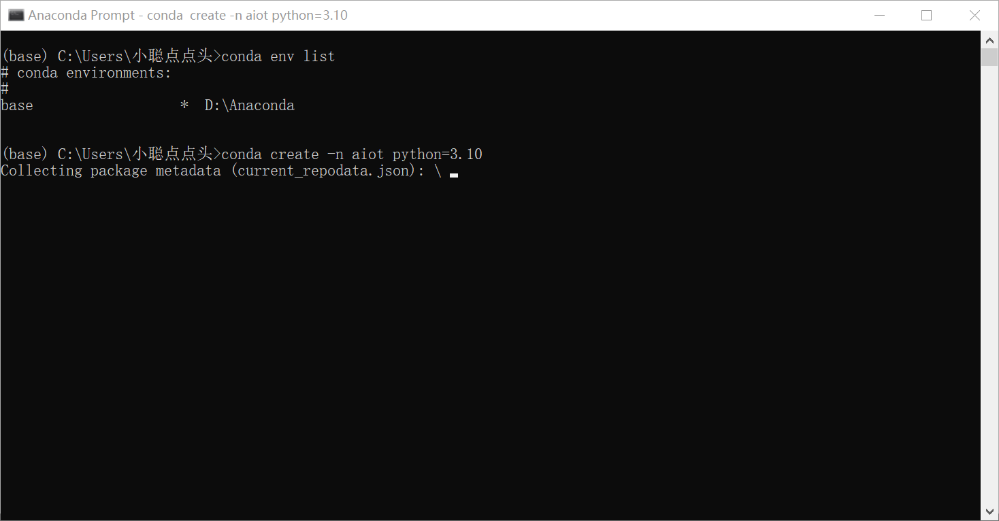 Anaconda Prompt - conda  create -n aiot python=3.10
(base) C:\Users\小聪点点头>conda env list
# conda environments:
#
base                  *  D:\Anaconda
(base) C:\Users\小聪点点头>conda create -n aiot python=3.10
Collecting package metadata (current_repodata.json): \